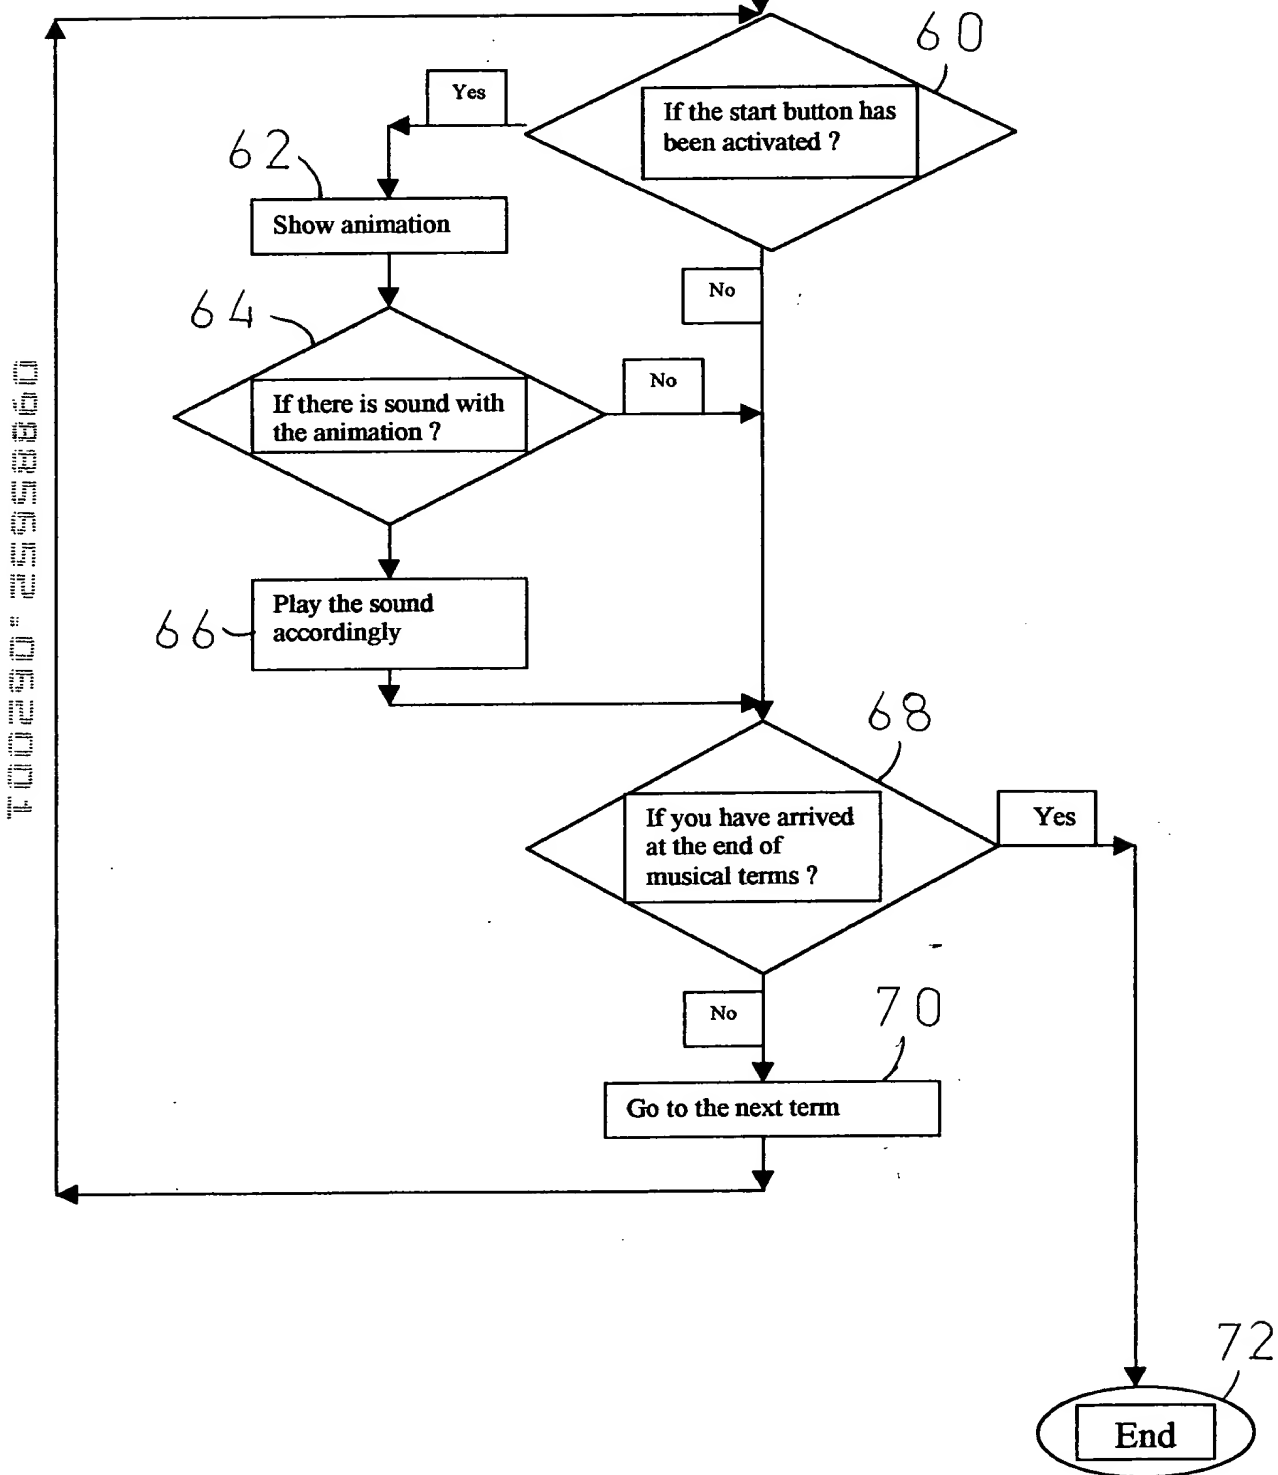 60
Yes
If the start button has
been activated ?
62
Show animation
No
64
No
If there is sound with
the animation ?
66
Play the sound
accordingly
68
If you have arrived
at the end of
musical terms ?
Yes
No
70
Go to the next term
72
End
09885652.052001